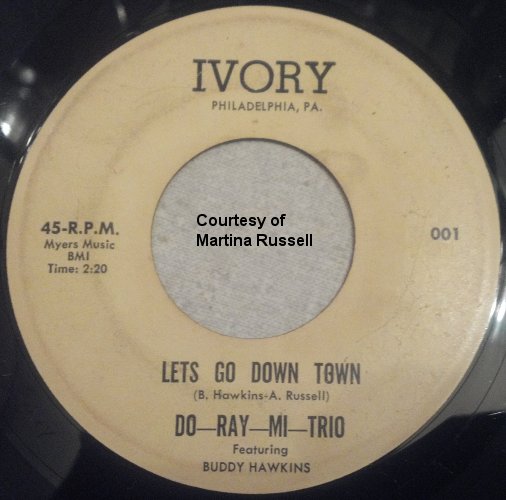 IVORY
PHILADELPHIA, PA.
45-R.P.M.
Myers Music
BMI
Time: 2:20
001
Courtesy of
Martina Russell
LETS GO DOWN TOWN
(B. Hawkins-A. Russell)
DO—RAY—MI—TRIO
Featuring
BUDDY HAWKINS